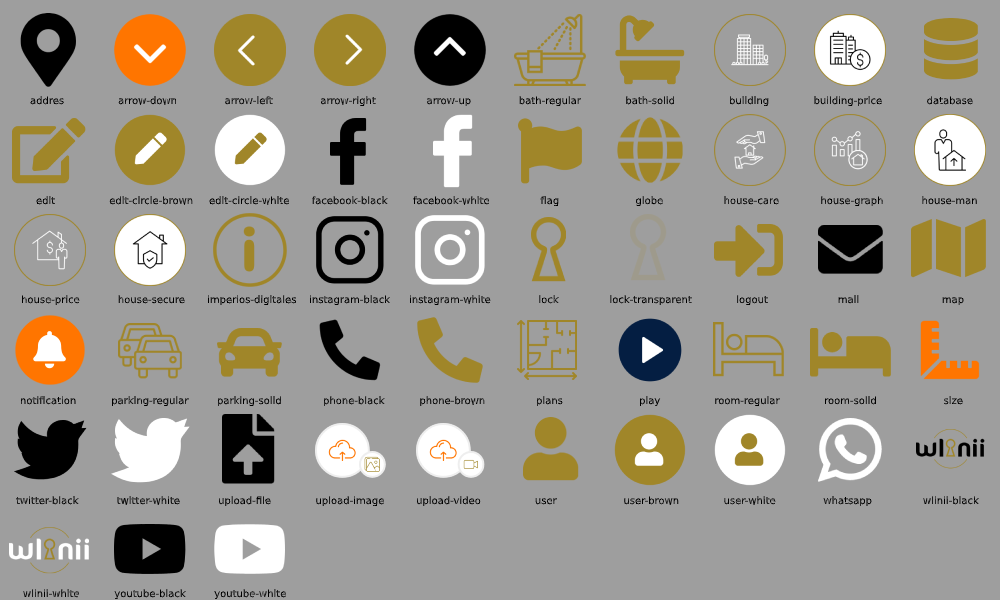 addres arrow-down arrow-left arrow-right arrow-up bath-regular bath-solid building building-price database
edit edit-circle-brown edit-circle-white facebook-black facebook-white flag globe house-care house-graph house-man
house-price house-secure imperios-digitales instagram-black instagram-white lock lock-transparent logout mail map
notification parking-regular parking-solid phone-black phone-brown plans play room-regular room-solid size
wlinii
twitter-black twitter-white upload-file upload-image upload-video user user-brown user-white whatsapp wlinii-black
wlinii
wlinii-white youtube-black youtube-white